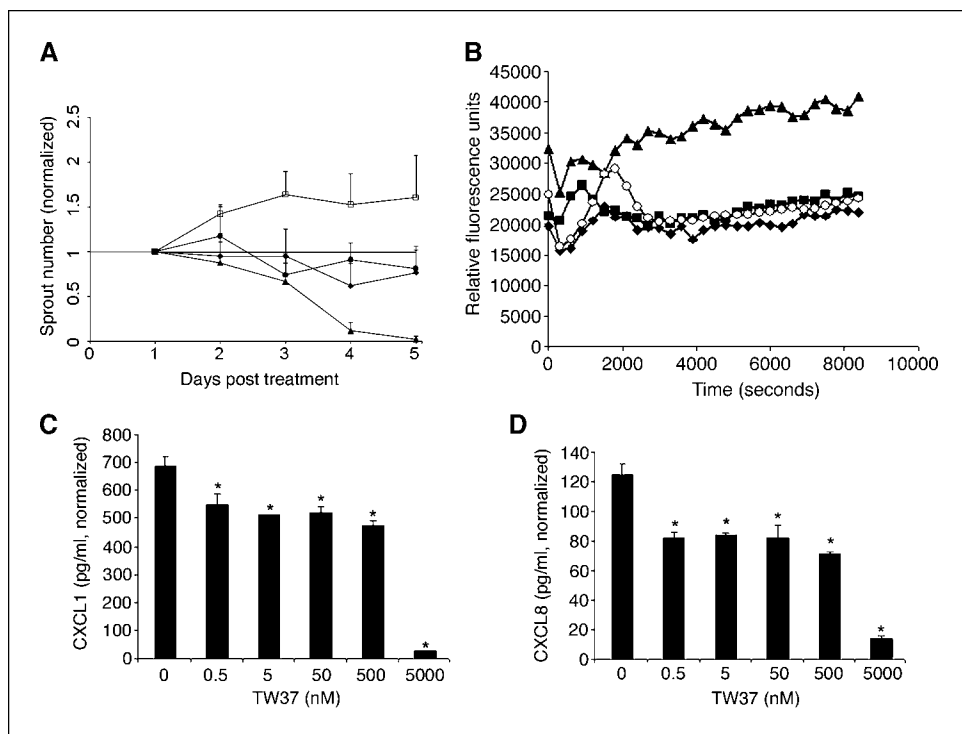 A
Sprout number (normalized)
2.5
2
1.5
1
0.5
0
0 1 2 3 4 5
Days post treatment
B
Relative fluorescence units
45000
40000
35000
30000
25000
20000
15000
10000
5000
0
0 2000 4000 6000 8000 10000
Time (seconds)
C
CXCL1 (pg/ml, normalized)
800
700
600
500
400
300
200
100
0
* * * * *
0 0.5 5 50 500 5000
TW37 (nM)
D
CXCL8 (pg/ml, normalized)
140
120
100
80
60
40
20
0
* * * * *
0 0.5 5 50 500 5000
TW37 (nM)